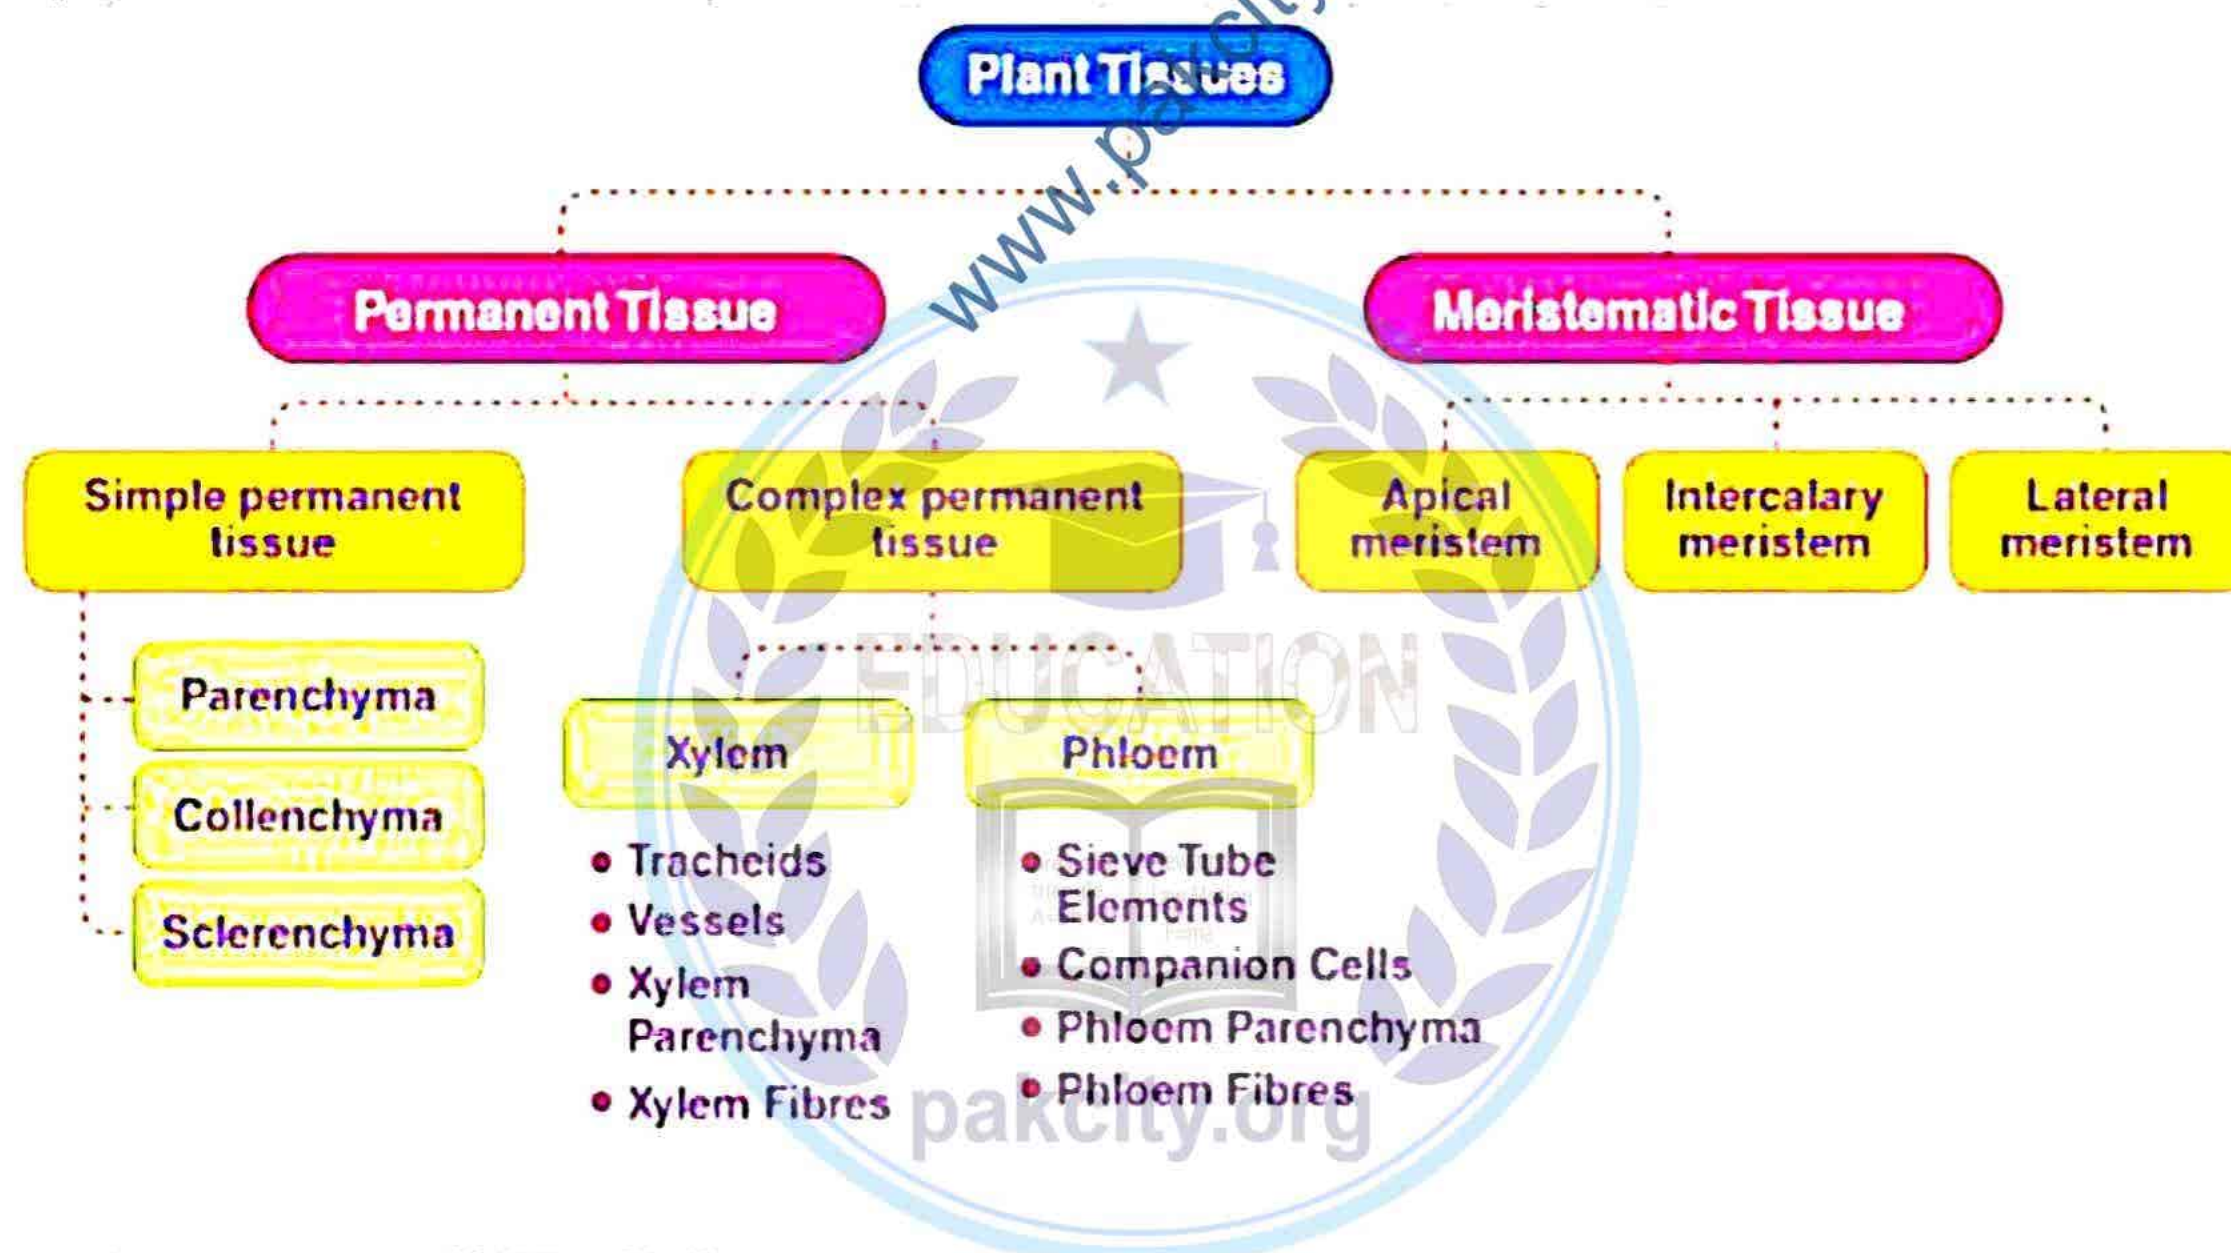 Plant Tissues
www.pakcity
Permanent Tissue
Meristematic Tissue
Simple permanent
tissue
Complex permanent
tissue
Apical
meristem
Intercalary
meristem
Lateral
meristem
EDUCATION
Parenchyma
Collenchyma
Sclerenchyma
Xylem
• Tracheids
• Vessels
• Xylem
Parenchyma
• Xylem Fibres
Phloem
• Sieve Tube
Elements
• Companion Cells
• Phloem Parenchyma
• Phloem Fibres
pakcity.org